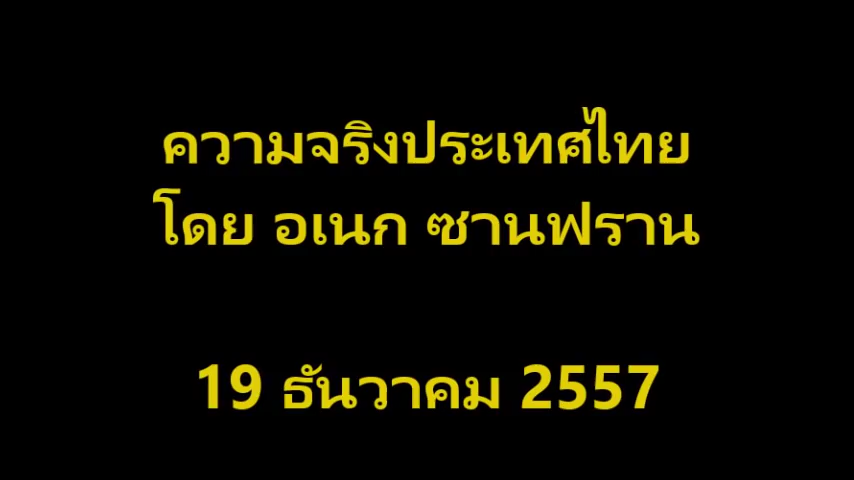 ความจริงประเทศไทย
โดย อเนก ซานฟราน
19 ธันวาคม 2557